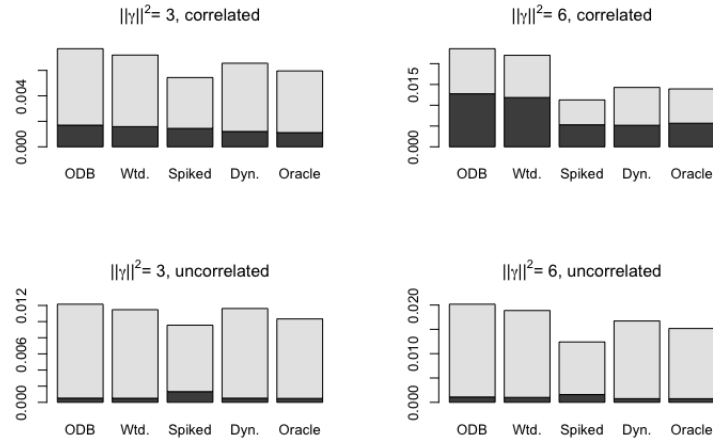 ||γ||²= 3, correlated
0.004
0.000
ODB Wtd. Spiked Dyn. Oracle
||γ||²= 6, correlated
0.015
0.000
ODB Wtd. Spiked Dyn. Oracle
||γ||²= 3, uncorrelated
0.012
0.006
0.000
ODB Wtd. Spiked Dyn. Oracle
||γ||²= 6, uncorrelated
0.020
0.010
0.000
ODB Wtd. Spiked Dyn. Oracle